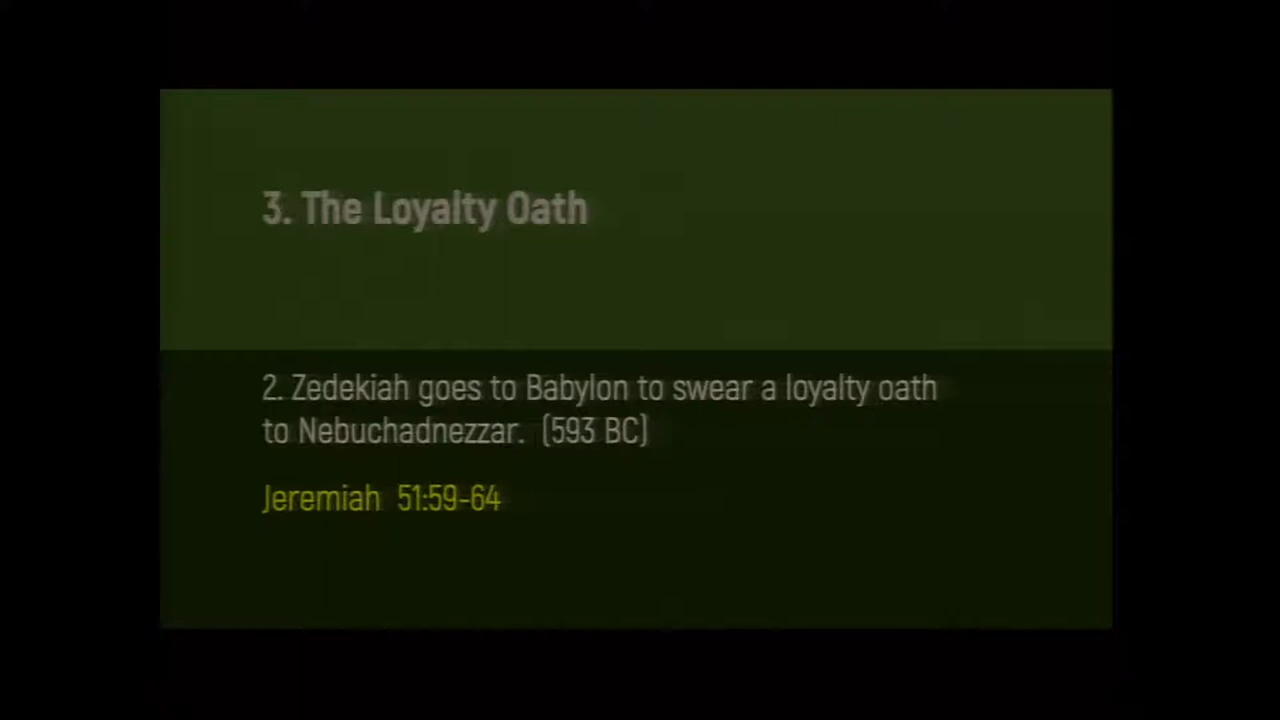 3. The Loyalty Oath
2. Zedekiah goes to Babylon to swear a loyalty oath
to Nebuchadnezzar. (593 BC)
Jeremiah 51:59-64